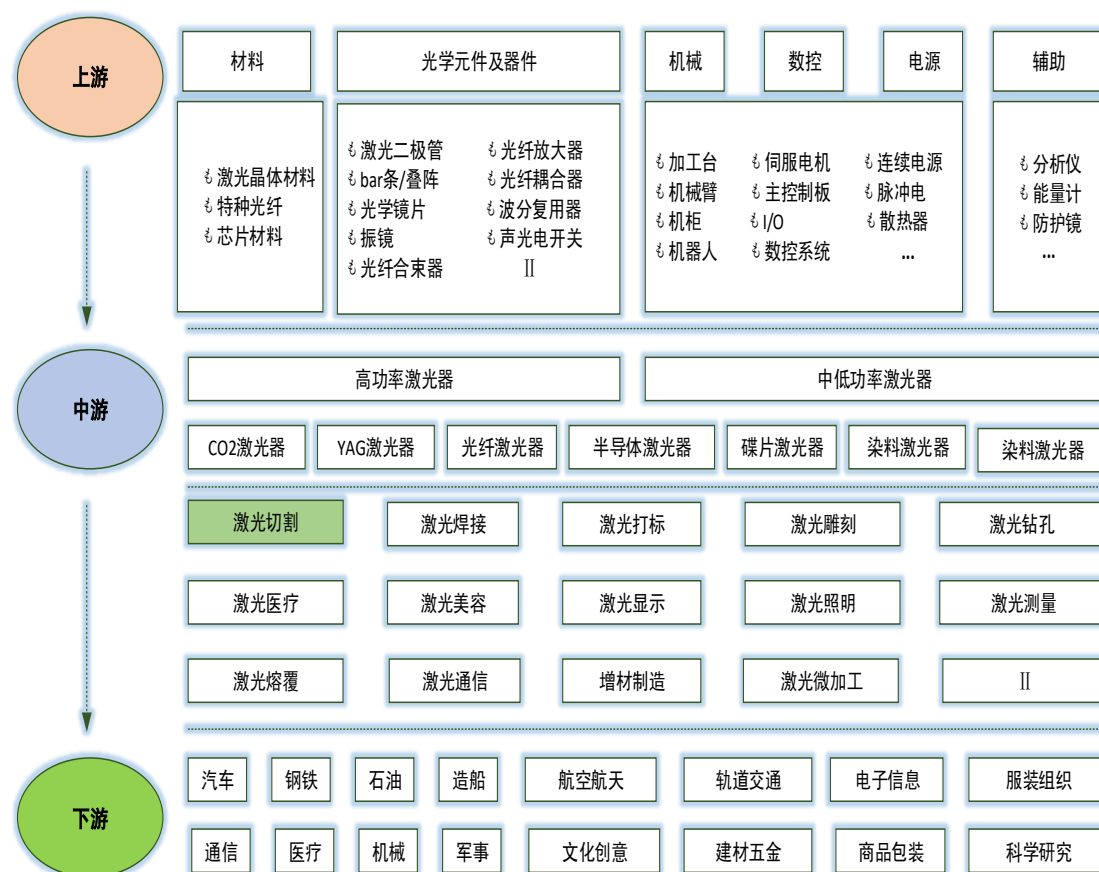 上游
材料 光学元件及器件 机械 数控 电源 辅助
激光晶体材料
特种光纤
芯片材料
激光二极管 光纤放大器
bar条/叠阵 光纤耦合器
光学镜片 波分复用器
振镜 声光电开关
光纤合束器 II
加工台 伺服电机 连续电源
机械臂 主控制板 脉冲电
机柜 I/O 散热器
机器人 数控系统 ...
分析仪
能量计
防护镜
...
中游
高功率激光器 中低功率激光器
CO2激光器 YAG激光器 光纤激光器 半导体激光器 碟片激光器 染料激光器 染料激光器
激光切割 激光焊接 激光打标 激光雕刻 激光钻孔
激光医疗 激光美容 激光显示 激光照明 激光测量
激光熔覆 激光通信 增材制造 激光微加工 II
下游
汽车 钢铁 石油 造船 航空航天 轨道交通 电子信息 服装组织
通信 医疗 机械 军事 文化创意 建材五金 商品包装 科学研究